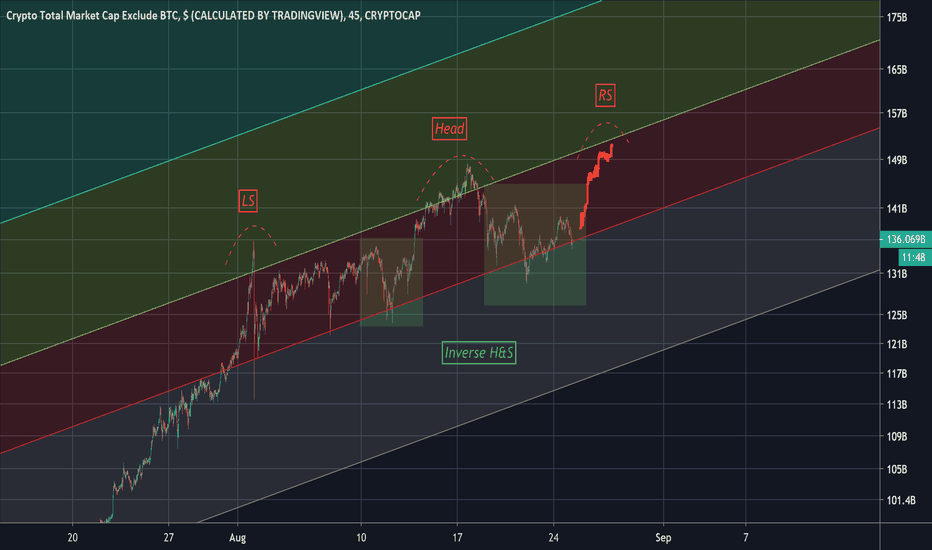 Crypto Total Market Cap Exclude BTC, $ (CALCULATED BY TRADINGVIEW), 45, CRYPTOCAP
175B
165B
RS
157B
Head
149B
LS
141B
136.069B
11:48
131B
125B
Inverse H&S
121B
117B
113B
109B
105B
101.4B
20 27 Aug 10 17 24 Sep 7